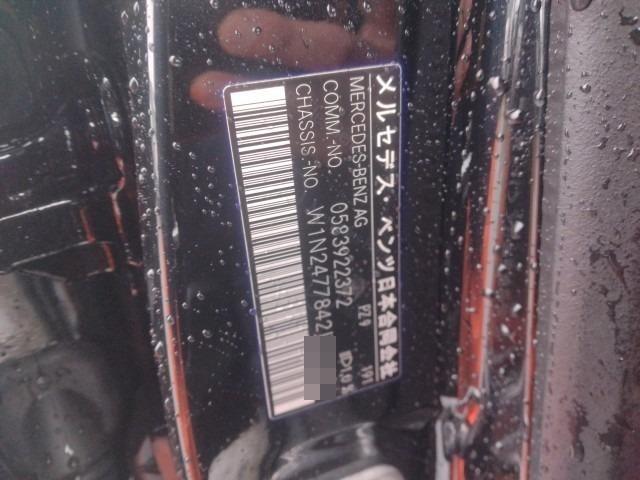 メルセデス・ベンツ日本合同会社
MERCEDES-BENZ AG
COMM.-NO. 0583922372
CHASSIS.-NO. W1N2477842